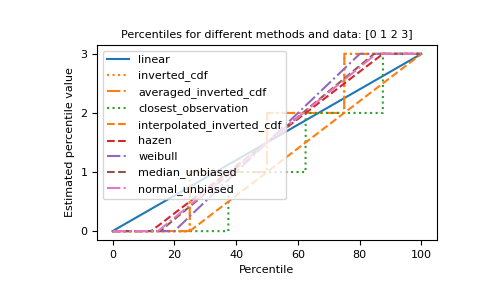 Percentiles for different methods and data: [0 1 2 3]
Estimated percentile value
3
2
1
0
linear
inverted_cdf
averaged_inverted_cdf
closest_observation
interpolated_inverted_cdf
hazen
weibull
median_unbiased
normal_unbiased
0 20 40 60 80 100
Percentile